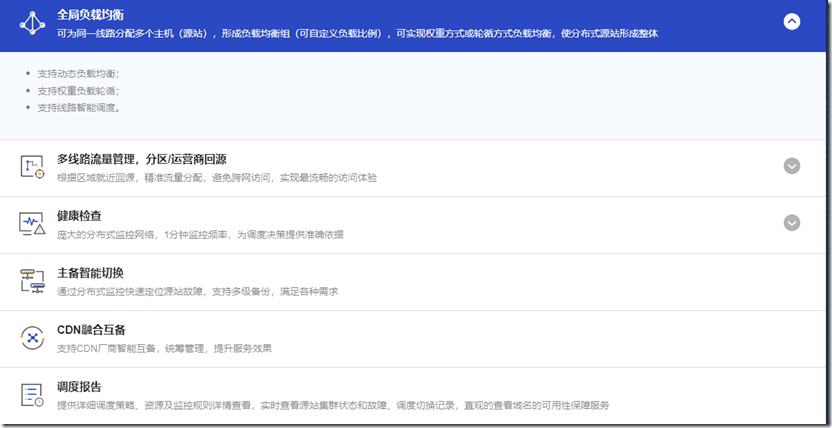 全局负载均衡
可为同一线路分配多个主机（源站），形成负载均衡组（可自定义负载比例），可实现权重方式或轮循方式负载均衡，使分布式源站形成整体
支持动态负载均衡；
支持权重负载轮循；
支持线路智能调度。
多线路流量管理，分区/运营商回源
根据区域就近回源，精准流量分配，避免跨网访问，实现最流畅的访问体验
健康检查
庞大的分布式监控网络，1分钟监控频率，为调度决策提供准确依据
主备智能切换
通过分布式监控快速定位源站故障，支持多级备份，满足各种需求
CDN融合互备
支持CDN厂商智能互备，统筹管理，提升服务效果
调度报告
提供详细调度策略、资源及监控规则详情查看，实时查看源站集群状态和故障、调度切换记录，直观的查看域名的可用性保障服务